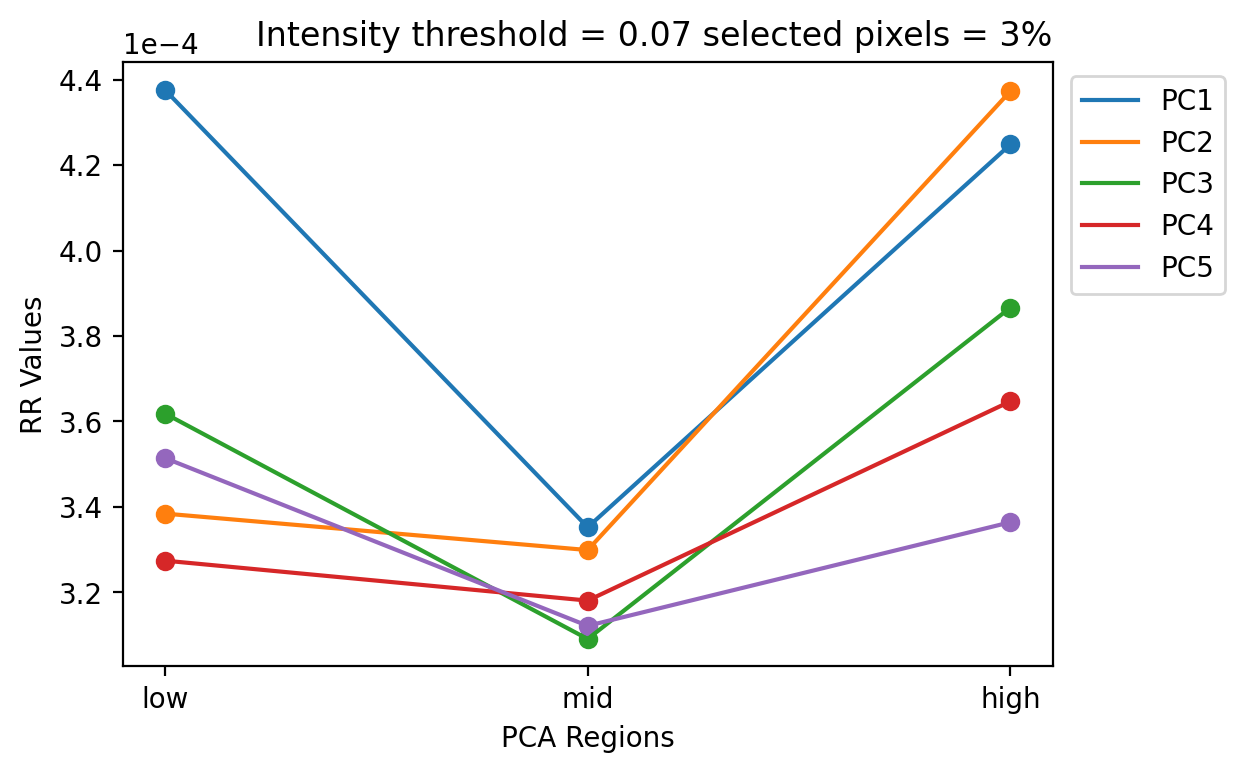 Intensity threshold = 0.07 selected pixels = 3%
1e−4
4.4
4.2
4.0
3.8
3.6
3.4
3.2
RR Values
low
mid
high
PCA Regions
PC1
PC2
PC3
PC4
PC5